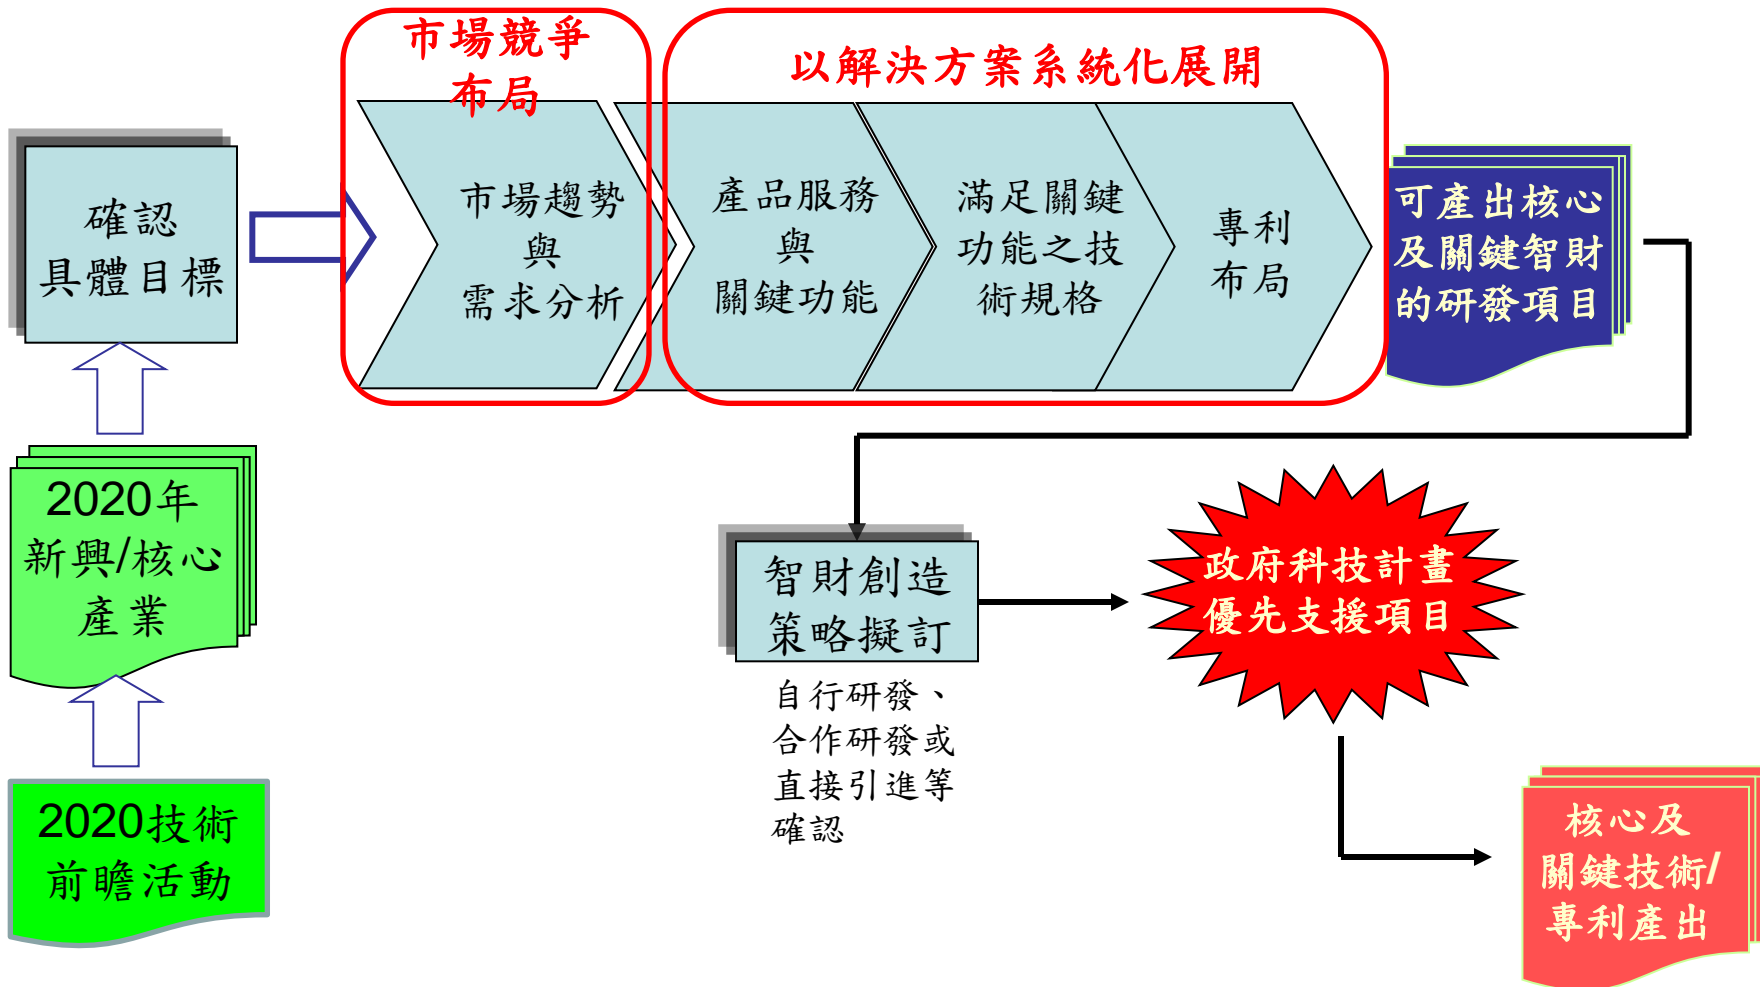 市場競爭
布局
以解決方案系統化展開
確認
具體目標
市場趨勢
與
需求分析
產品服務
與
關鍵功能
滿足關鍵
功能之技
術規格
專利
布局
可產出核心
及關鍵智財
的研發項目
2020年
新興/核心
產業
2020技術
前瞻活動
智財創造
策略擬訂
自行研發、
合作研發或
直接引進等
確認
政府科技計畫
優先支援項目
核心及
關鍵技術/
專利產出